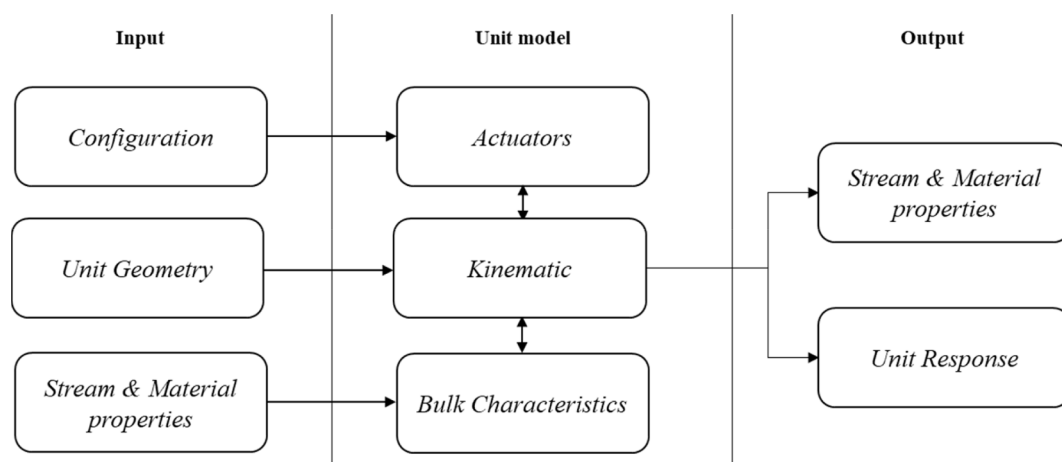 Input
Unit model
Output
Configuration
Actuators
Stream & Material
properties
Unit Geometry
Kinematic
Unit Response
Stream & Material
properties
Bulk Characteristics